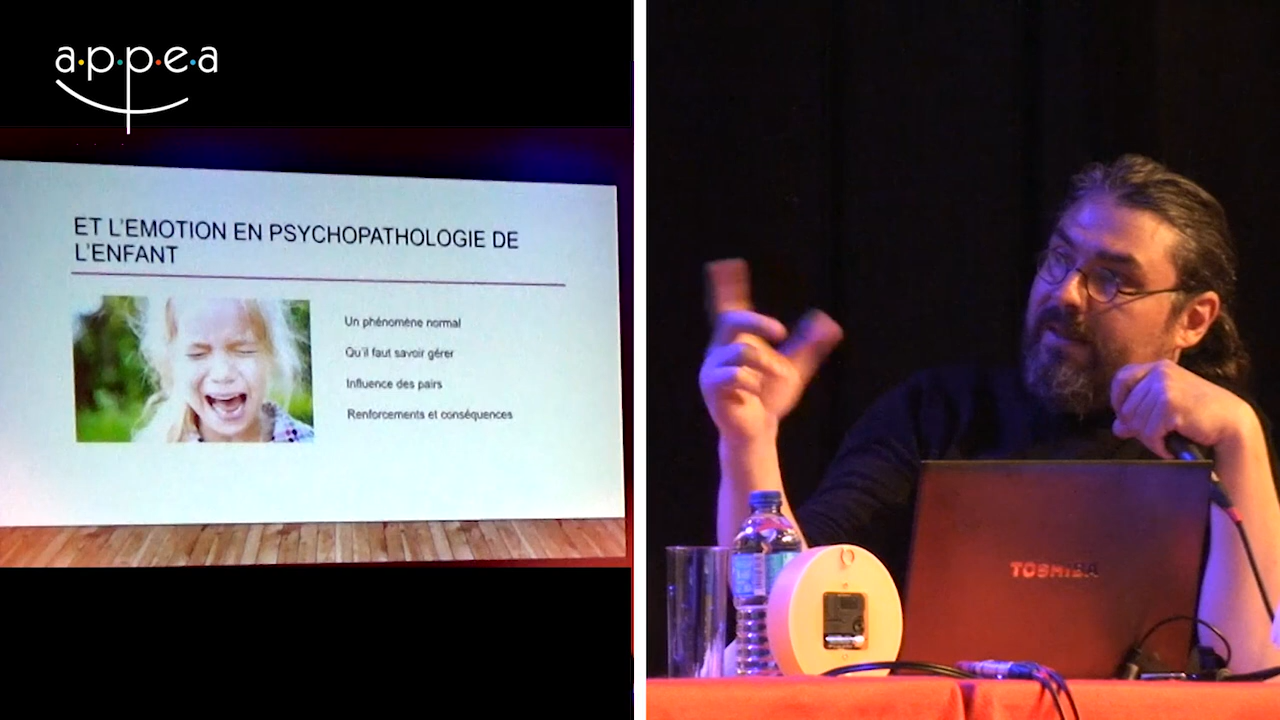 a.p.p.e.a
ET L'EMOTION EN PSYCHOPATHOLOGIE DE
L'ENFANT
Un phénomène normal
Qu'il faut savoir gérer
Influence des pairs
Renforcements et conséquences
TOSHIBA